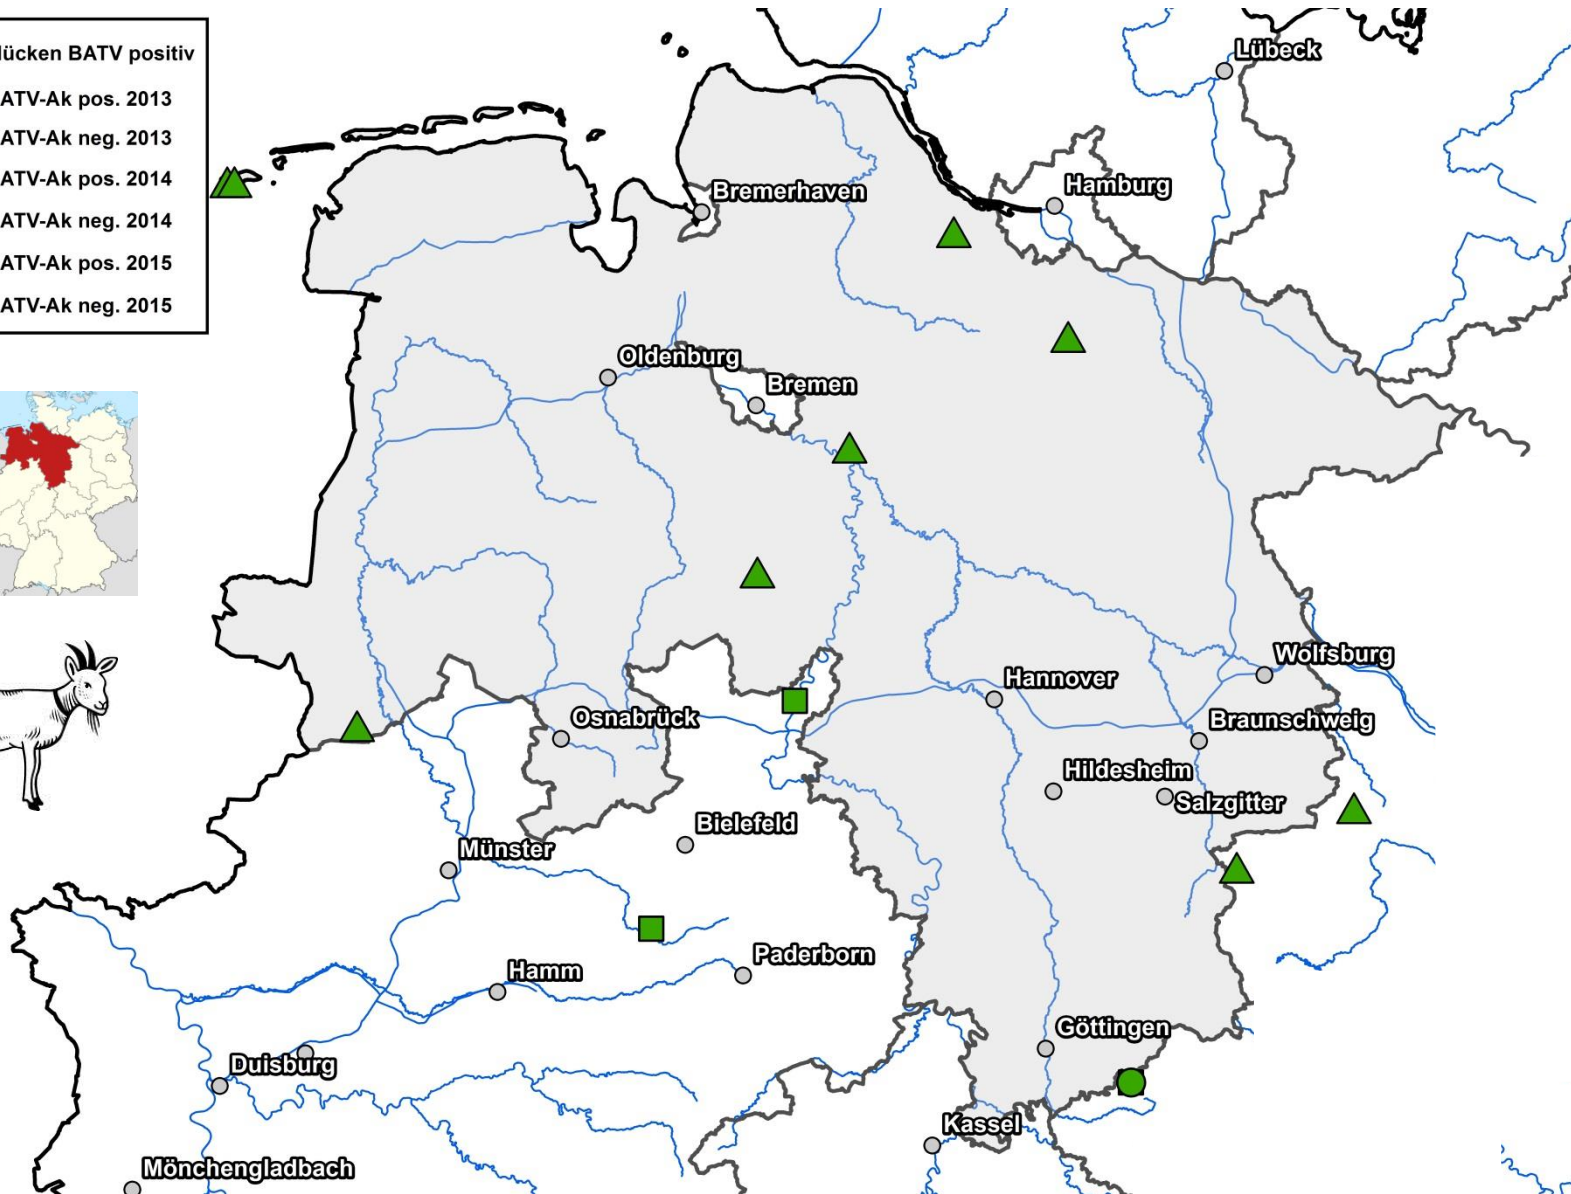 lücken BATV positiv
ATV-Ak pos. 2013
ATV-Ak neg. 2013
ATV-Ak pos. 2014
ATV-Ak neg. 2014
ATV-Ak pos. 2015
ATV-Ak neg. 2015
Lübeck
Hamburg
Bremerhaven
Oldenburg
Bremen
Wolfsburg
Hannover
Osnabrück
Braunschweig
Hildesheim
Salzgitter
Bielefeld
Münster
Paderborn
Hamm
Göttingen
Duisburg
Kassel
Mönchengladbach